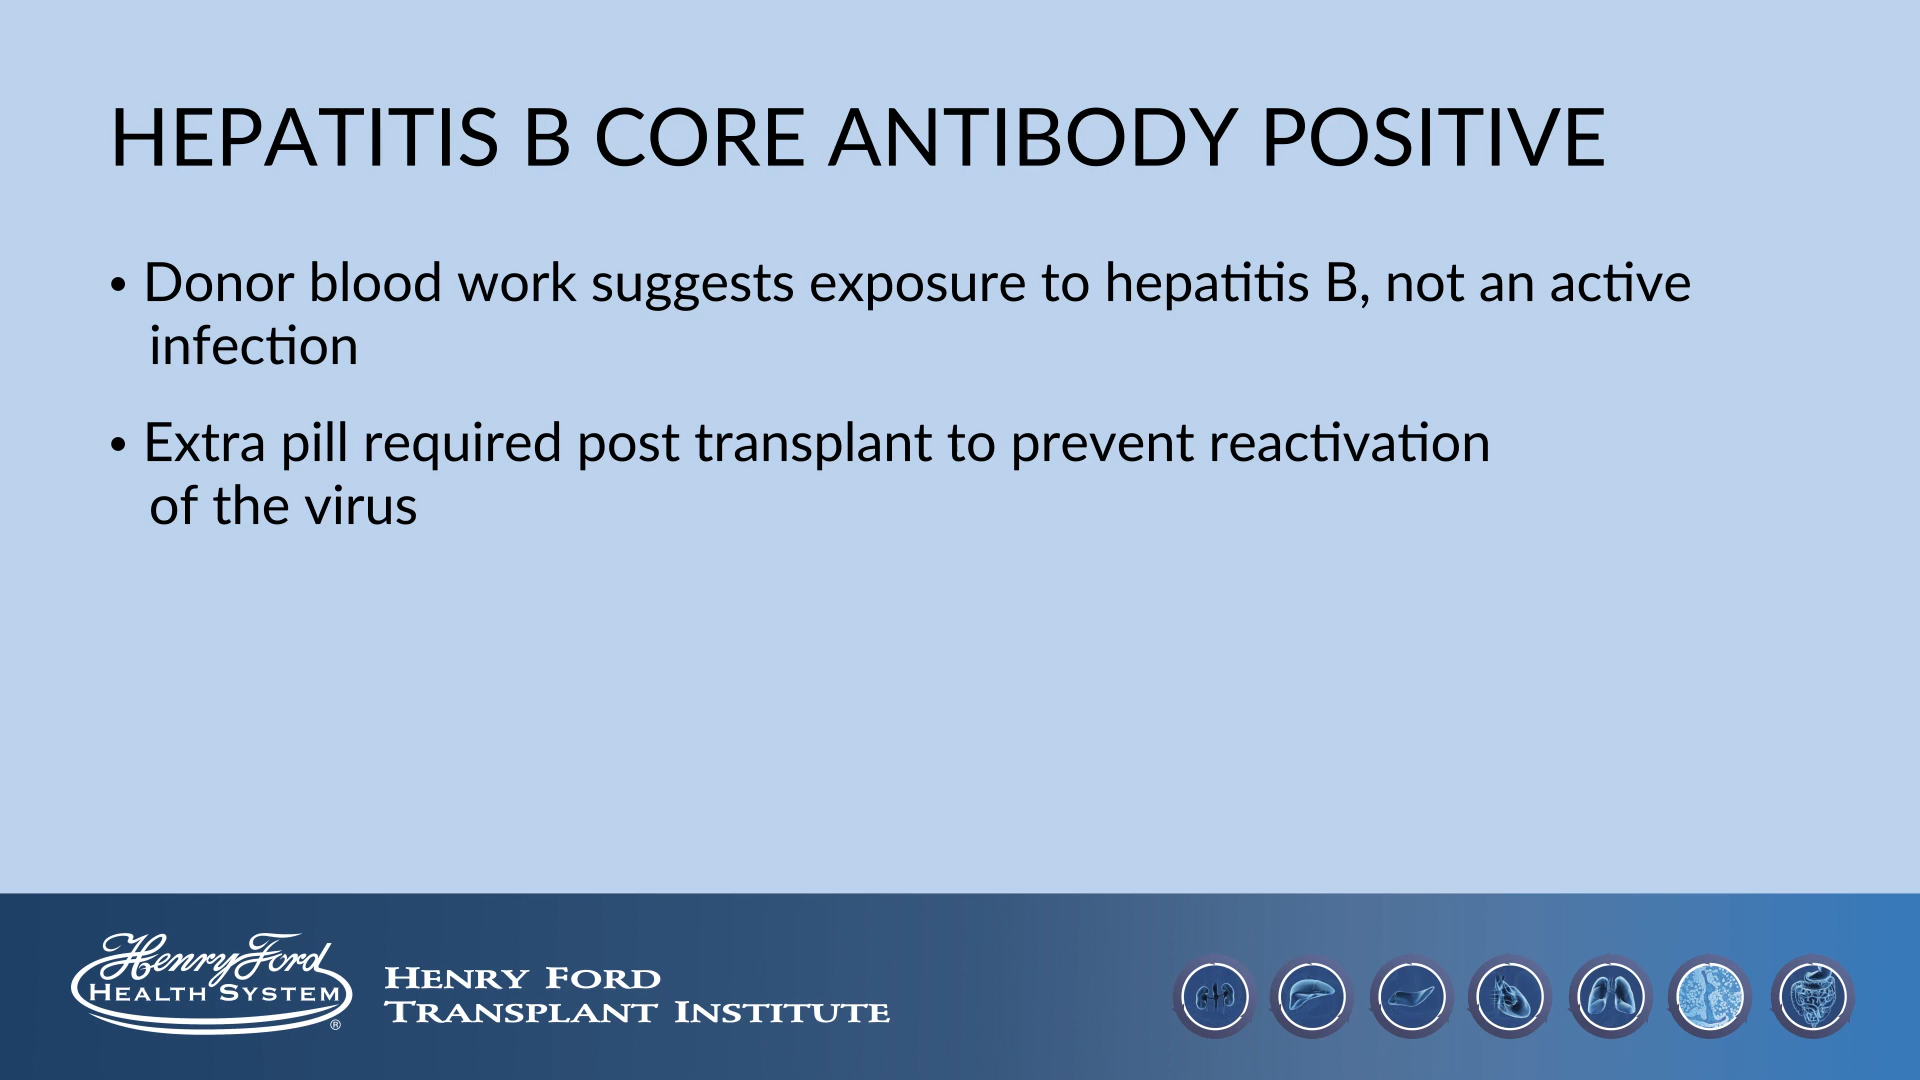 HEPATITIS B CORE ANTIBODY POSITIVE
• Donor blood work suggests exposure to hepatitis B, not an active
infection
• Extra pill required post transplant to prevent reactivation
of the virus
Henry Ford
HEALTH SYSTEM
®
HENRY FORD
TRANSPLANT INSTITUTE